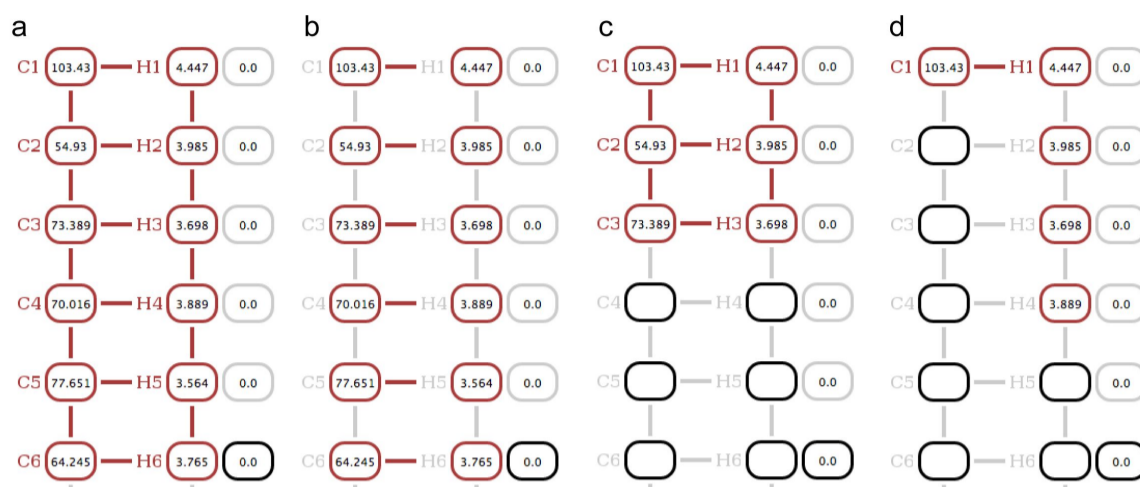 a b c d
C1 103.43 H1 4.447 0.0 C1 103.43 H1 4.447 0.0 C1 103.43 H1 4.447 0.0 C1 103.43 H1 4.447 0.0
C2 54.93 H2 3.985 0.0 C2 54.93 H2 3.985 0.0 C2 54.93 H2 3.985 0.0 C2 H2 3.985 0.0
C3 73.389 H3 3.698 0.0 C3 73.389 H3 3.698 0.0 C3 73.389 H3 3.698 0.0 C3 H3 3.698 0.0
C4 70.016 H4 3.889 0.0 C4 70.016 H4 3.889 0.0 C4 H4 0.0 C4 H4 3.889 0.0
C5 77.651 H5 3.564 0.0 C5 77.651 H5 3.564 0.0 C5 H5 0.0 C5 H5 0.0
C6 64.245 H6 3.765 0.0 C6 64.245 H6 3.765 0.0 C6 H6 0.0 C6 H6 0.0